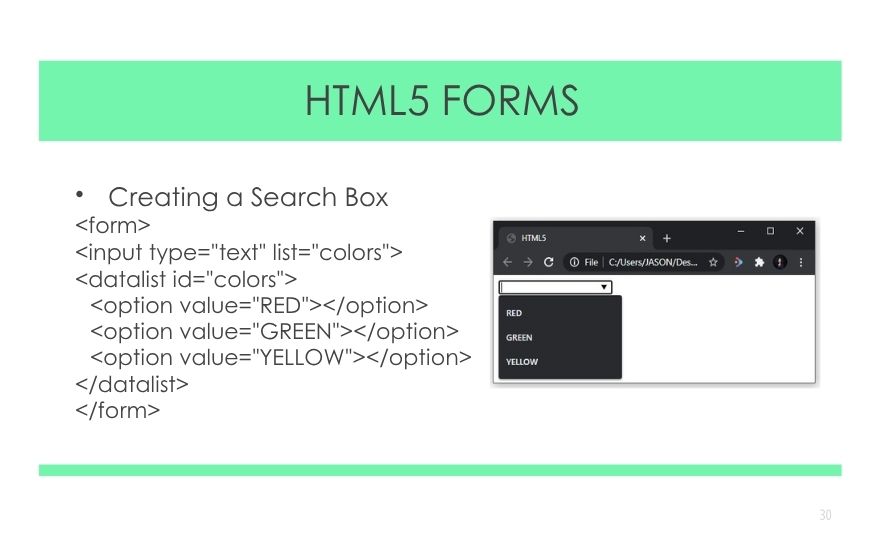 HTML5 FORMS
• Creating a Search Box
<form>
<input type="text" list="colors">
<datalist id="colors">
<option value="RED"></option>
<option value="GREEN"></option>
<option value="YELLOW"></option>
</datalist>
</form>
HTML5
File | C:/Users/JASON/Des...
RED
GREEN
YELLOW
30